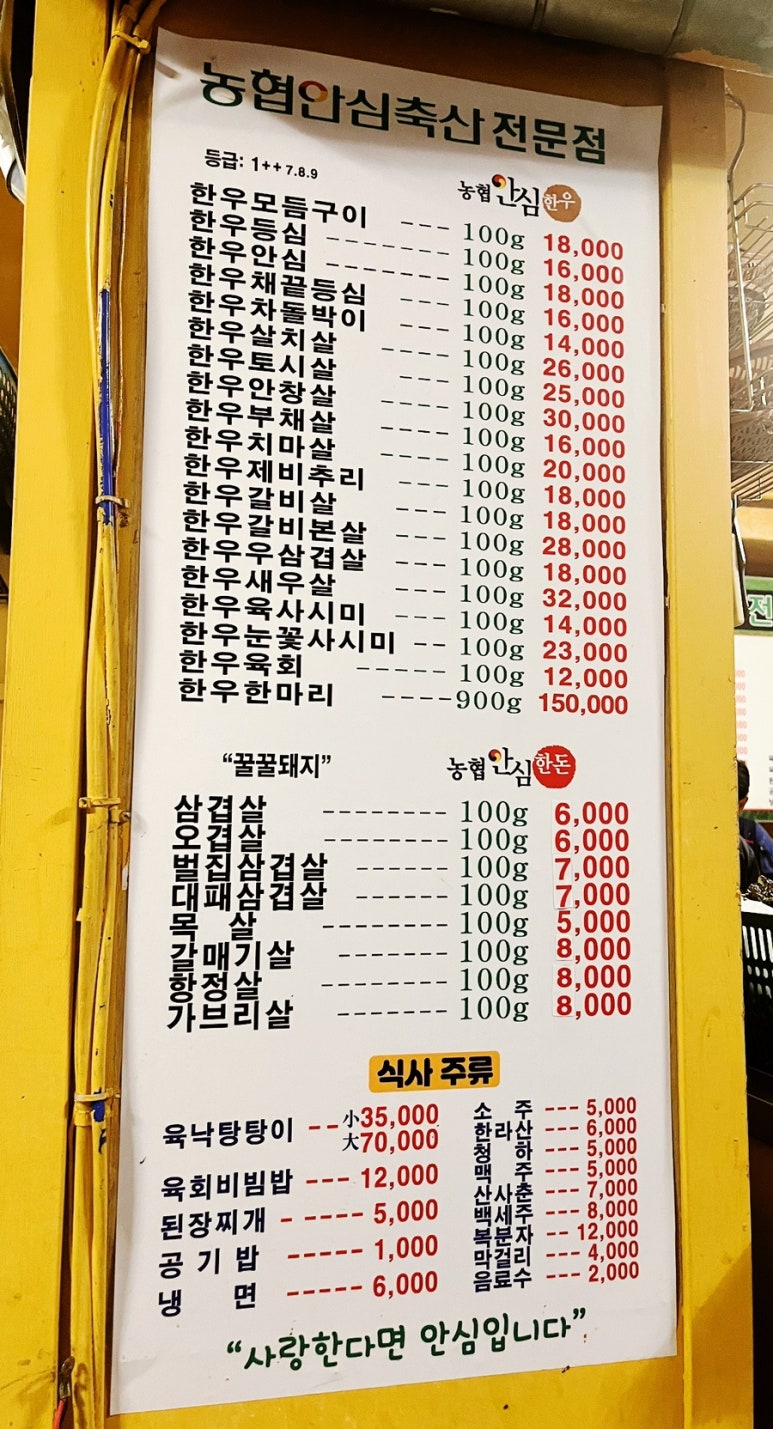 농협안심축산 전문점
등급: 1++7.8.9
농협안심한우
한우모듬구이 --- 100g 18,000
한우등심 ------- 100g 16,000
한우안심 ------- 100g 18,000
한우채끝등심 --- 100g 16,000
한우차돌박이 --- 100g 14,000
한우살치살 ---- 100g 26,000
한우토시살 --- 100g 25,000
한우안창살 ---- 100g 30,000
한우부채살 ---- 100g 16,000
한우치마살 ---- 100g 20,000
한우제비추리 --- 100g 18,000
한우갈비살 --- 100g 18,000
한우갈비본살 --- 100g 28,000
한우우삼겹살 --- 100g 18,000
한우새우살 ---- 100g 32,000
한우육사시미 --- 100g 14,000
한우눈꽃사시미 -- 100g 23,000
한우육회 ----- 100g 12,000
한우한마리 ----900g 150,000
“꿀꿀돼지”
농협안심한돈
삼겹살 -------- 100g 6,000
오겹살 -------- 100g 6,000
벌집삼겹살 ------ 100g 7,000
대패삼겹살 ------ 100g 7,000
목 살 -------- 100g 5,000
갈매기살 ------- 100g 8,000
항정살 -------- 100g 8,000
가브리살 ------- 100g 8,000
식사 주류
육낙탕탕이 -- 小35,000
大70,000
육회비빔밥 --- 12,000
된장찌개 - ---- 5,000
공 기 밥 ----- 1,000
냉 면 ----- 6,000
소 주 --- 5,000
한라산 --- 6,000
청 하 --- 5,000
맥 주 --- 5,000
산사춘 --- 7,000
백세주 --- 8,000
복분자 -- 12,000
막걸리 --- 4,000
음료수 --- 2,000
“사랑한다면 안심입니다”
전